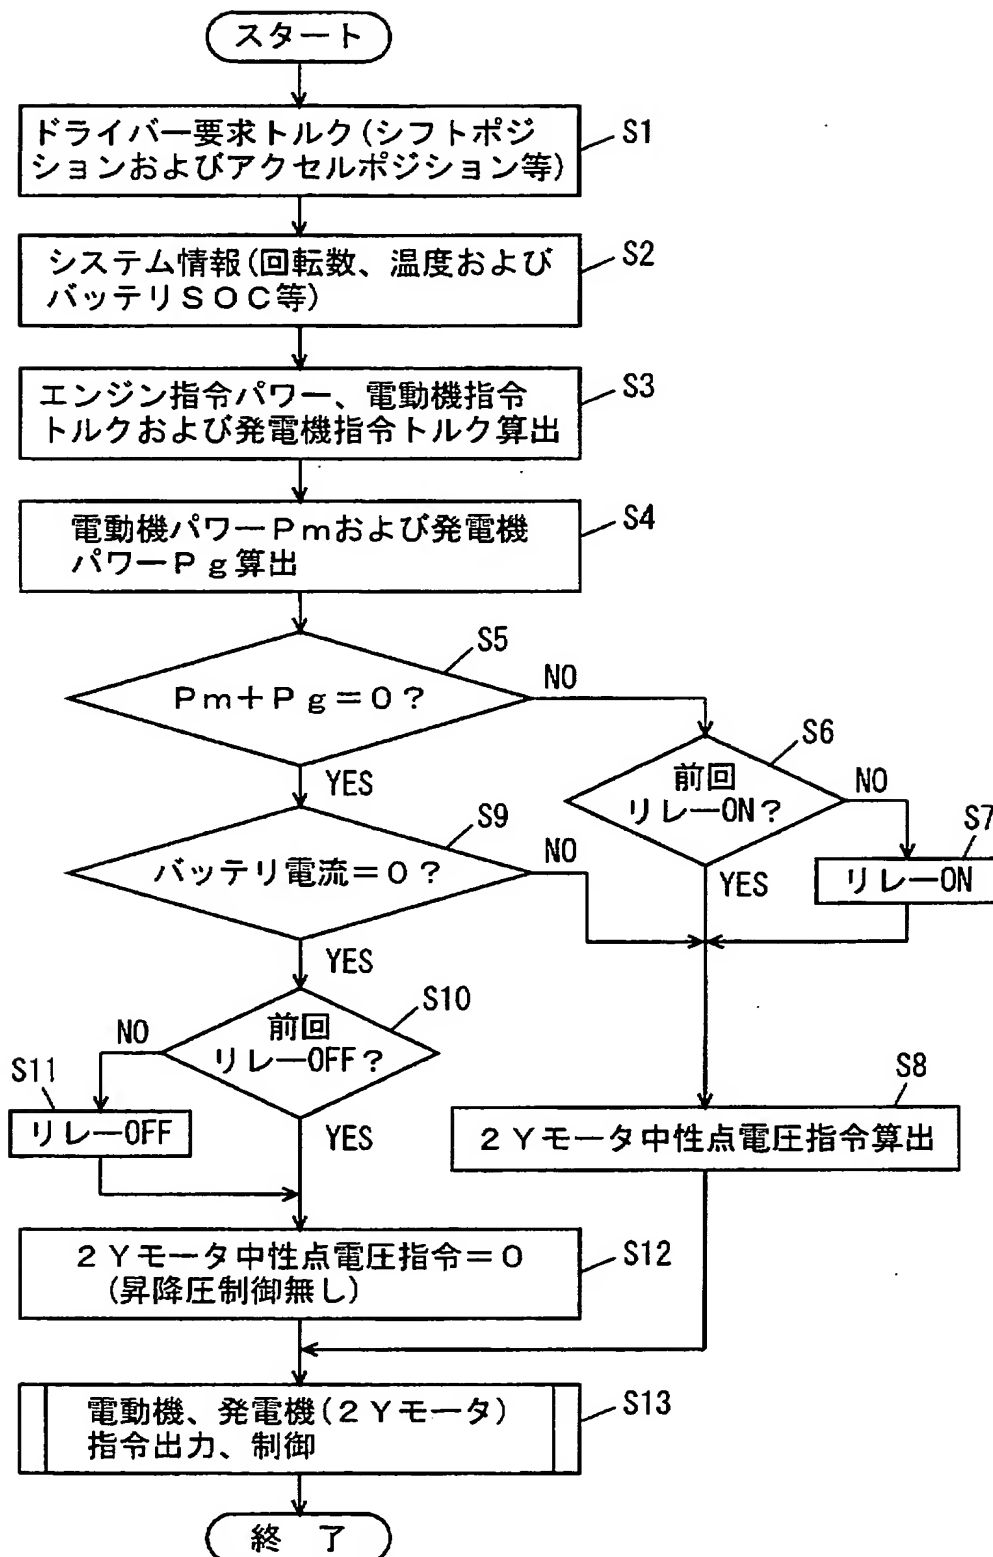 スタート
ドライバー要求トルク(シフトポジ
ションおよびアクセルポジション等)
S1
システム情報(回転数、温度および
バッテリSOC等)
S2
エンジン指令パワー、電動機指令
トルクおよび発電機指令トルク算出
S3
電動機パワーPmおよび発電機
パワーPg算出
S4
Pm+Pg=0?
S5
NO
YES
前回
リレーON?
S6
NO
YES
リレーON
S7
バッテリ電流=0?
S9
NO
YES
前回
リレーOFF?
S10
NO
YES
リレーOFF
S11
2Yモータ中性点電圧指令算出
S8
2Yモータ中性点電圧指令=0
(昇降圧制御無し)
S12
電動機、発電機(2Yモータ)
指令出力、制御
S13
終 了